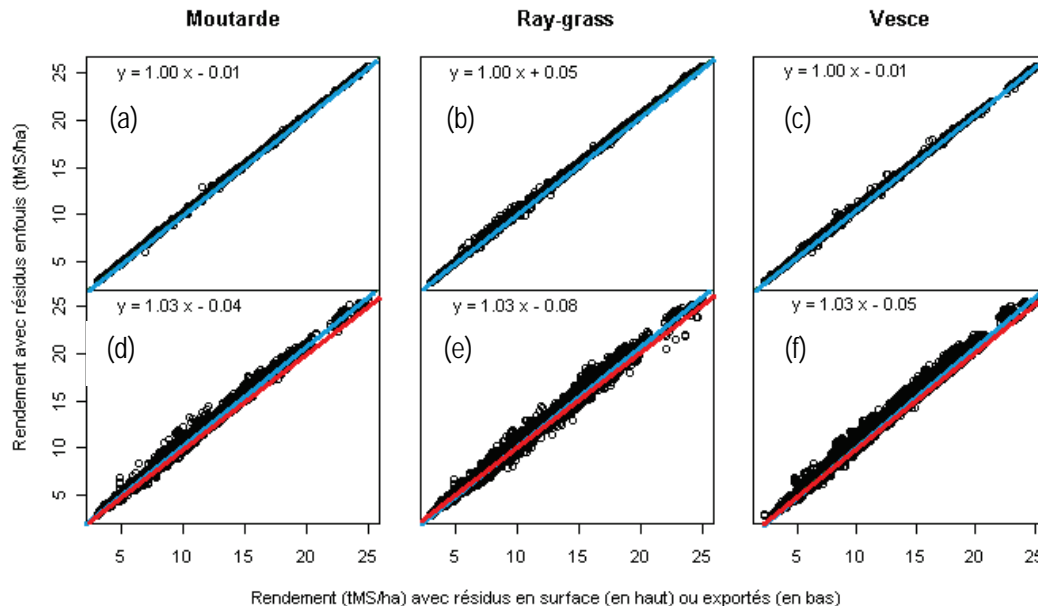 Moutarde Ray-grass Vesce
y = 1.00 x - 0.01 y = 1.00 x + 0.05 y = 1.00 x - 0.01
(a) (b) (c)
25
20
15
10
5
y = 1.03 x - 0.04 y = 1.03 x - 0.08 y = 1.03 x - 0.05
(d) (e) (f)
25
20
15
10
5
Rendement avec résidus enfouis (tMS/ha)
5 10 15 20 25 5 10 15 20 25 5 10 15 20 25
Rendement (tMS/ha) avec résidus en surface (en haut) ou exportés (en bas)